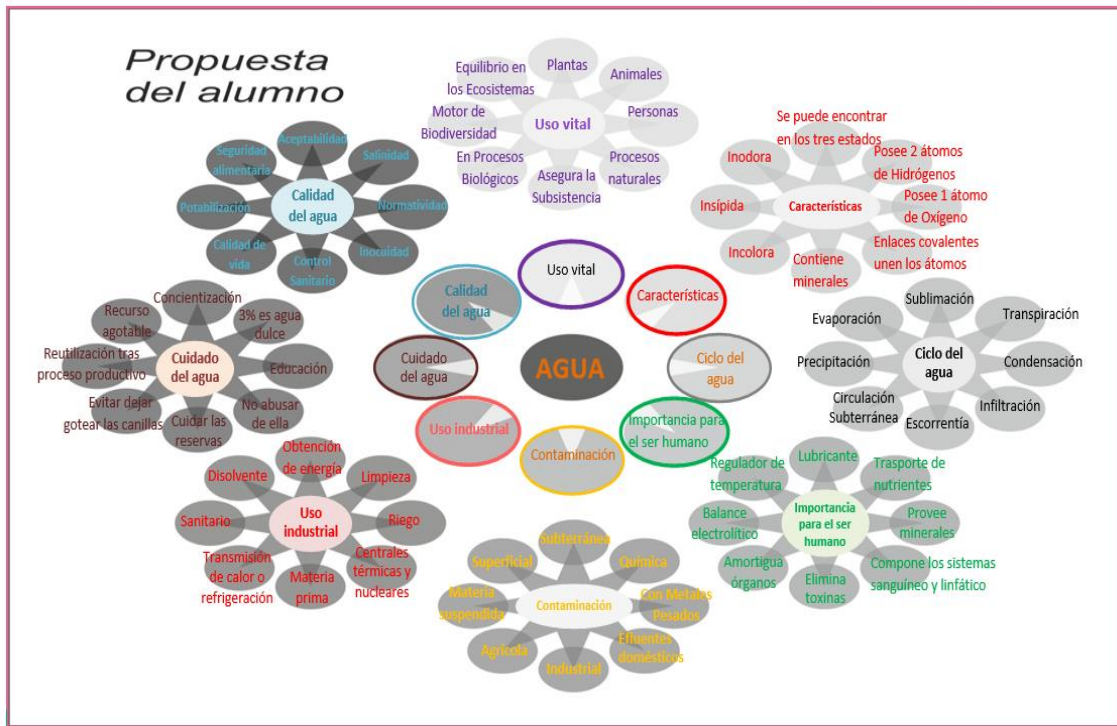 Propuesta
del alumno
Uso vital
Plantas
Animales
Personas
Procesos
naturales
Asegura la
Subsistencia
En Procesos
Biológicos
Motor de
Biodiversidad
Equilibrio en
los Ecosistemas
Características
Se puede encontrar
en los tres estados
Posee 2 átomos
de Hidrógenos
Posee 1 átomo
de Oxígeno
Enlaces covalentes
unen los átomos
Contiene
minerales
Incolora
Insípida
Inodora
Calidad
del agua
Aceptabilidad
Salinidad
Normatividad
Inocuidad
Control
Sanitario
Calidad de
vida
Potabilización
Seguridad
alimentaria
AGUA
Uso vital
Características
Ciclo del
agua
Importancia para
el ser humano
Contaminación
Uso industrial
Cuidado
del agua
Calidad
del agua
Ciclo del
agua
Sublimación
Transpiración
Condensación
Infiltración
Escorrentía
Circulación
Subterránea
Precipitación
Evaporación
Cuidado
del agua
Concientización
3% es agua
dulce
Educación
No abusar
de ella
Cuidar las
reservas
Evitar dejar
gotear las canillas
Reutilización tras
proceso productivo
Recurso
agotable
Uso
industrial
Obtención
de energía
Limpieza
Riego
Centrales
térmicas y
nucleares
Materia
prima
Transmisión
de calor o
refrigeración
Sanitario
Disolvente
Importancia
para el ser
humano
Lubricante
Trasporte de
nutrientes
Provee
minerales
Compone los sistemas
sanguíneo y linfático
Elimina
toxinas
Amortigua
órganos
Balance
electrolítico
Regulador de
temperatura
Contaminación
Subterránea
Química
Con Metales
Pesados
Efluentes
domésticos
Industrial
Agrícola
Materia
suspendida
Superficial